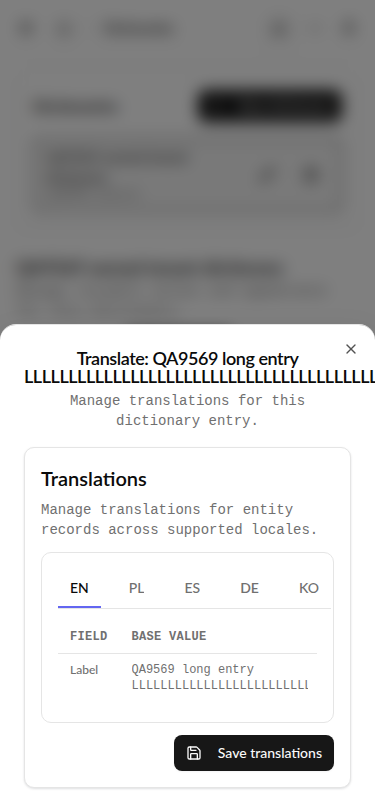 Translate: QA9569 long entry
LLLLLLLLLLLLLLLLLLLLLLLLLLLLLLLLLLLLLLLL
Manage translations for this
dictionary entry.
Translations
Manage translations for entity
records across supported locales.
EN PL ES DE KO
FIELD BASE VALUE
Label QA9569 long entry
LLLLLLLLLLLLLLLLLLLLLLLLL
Save translations